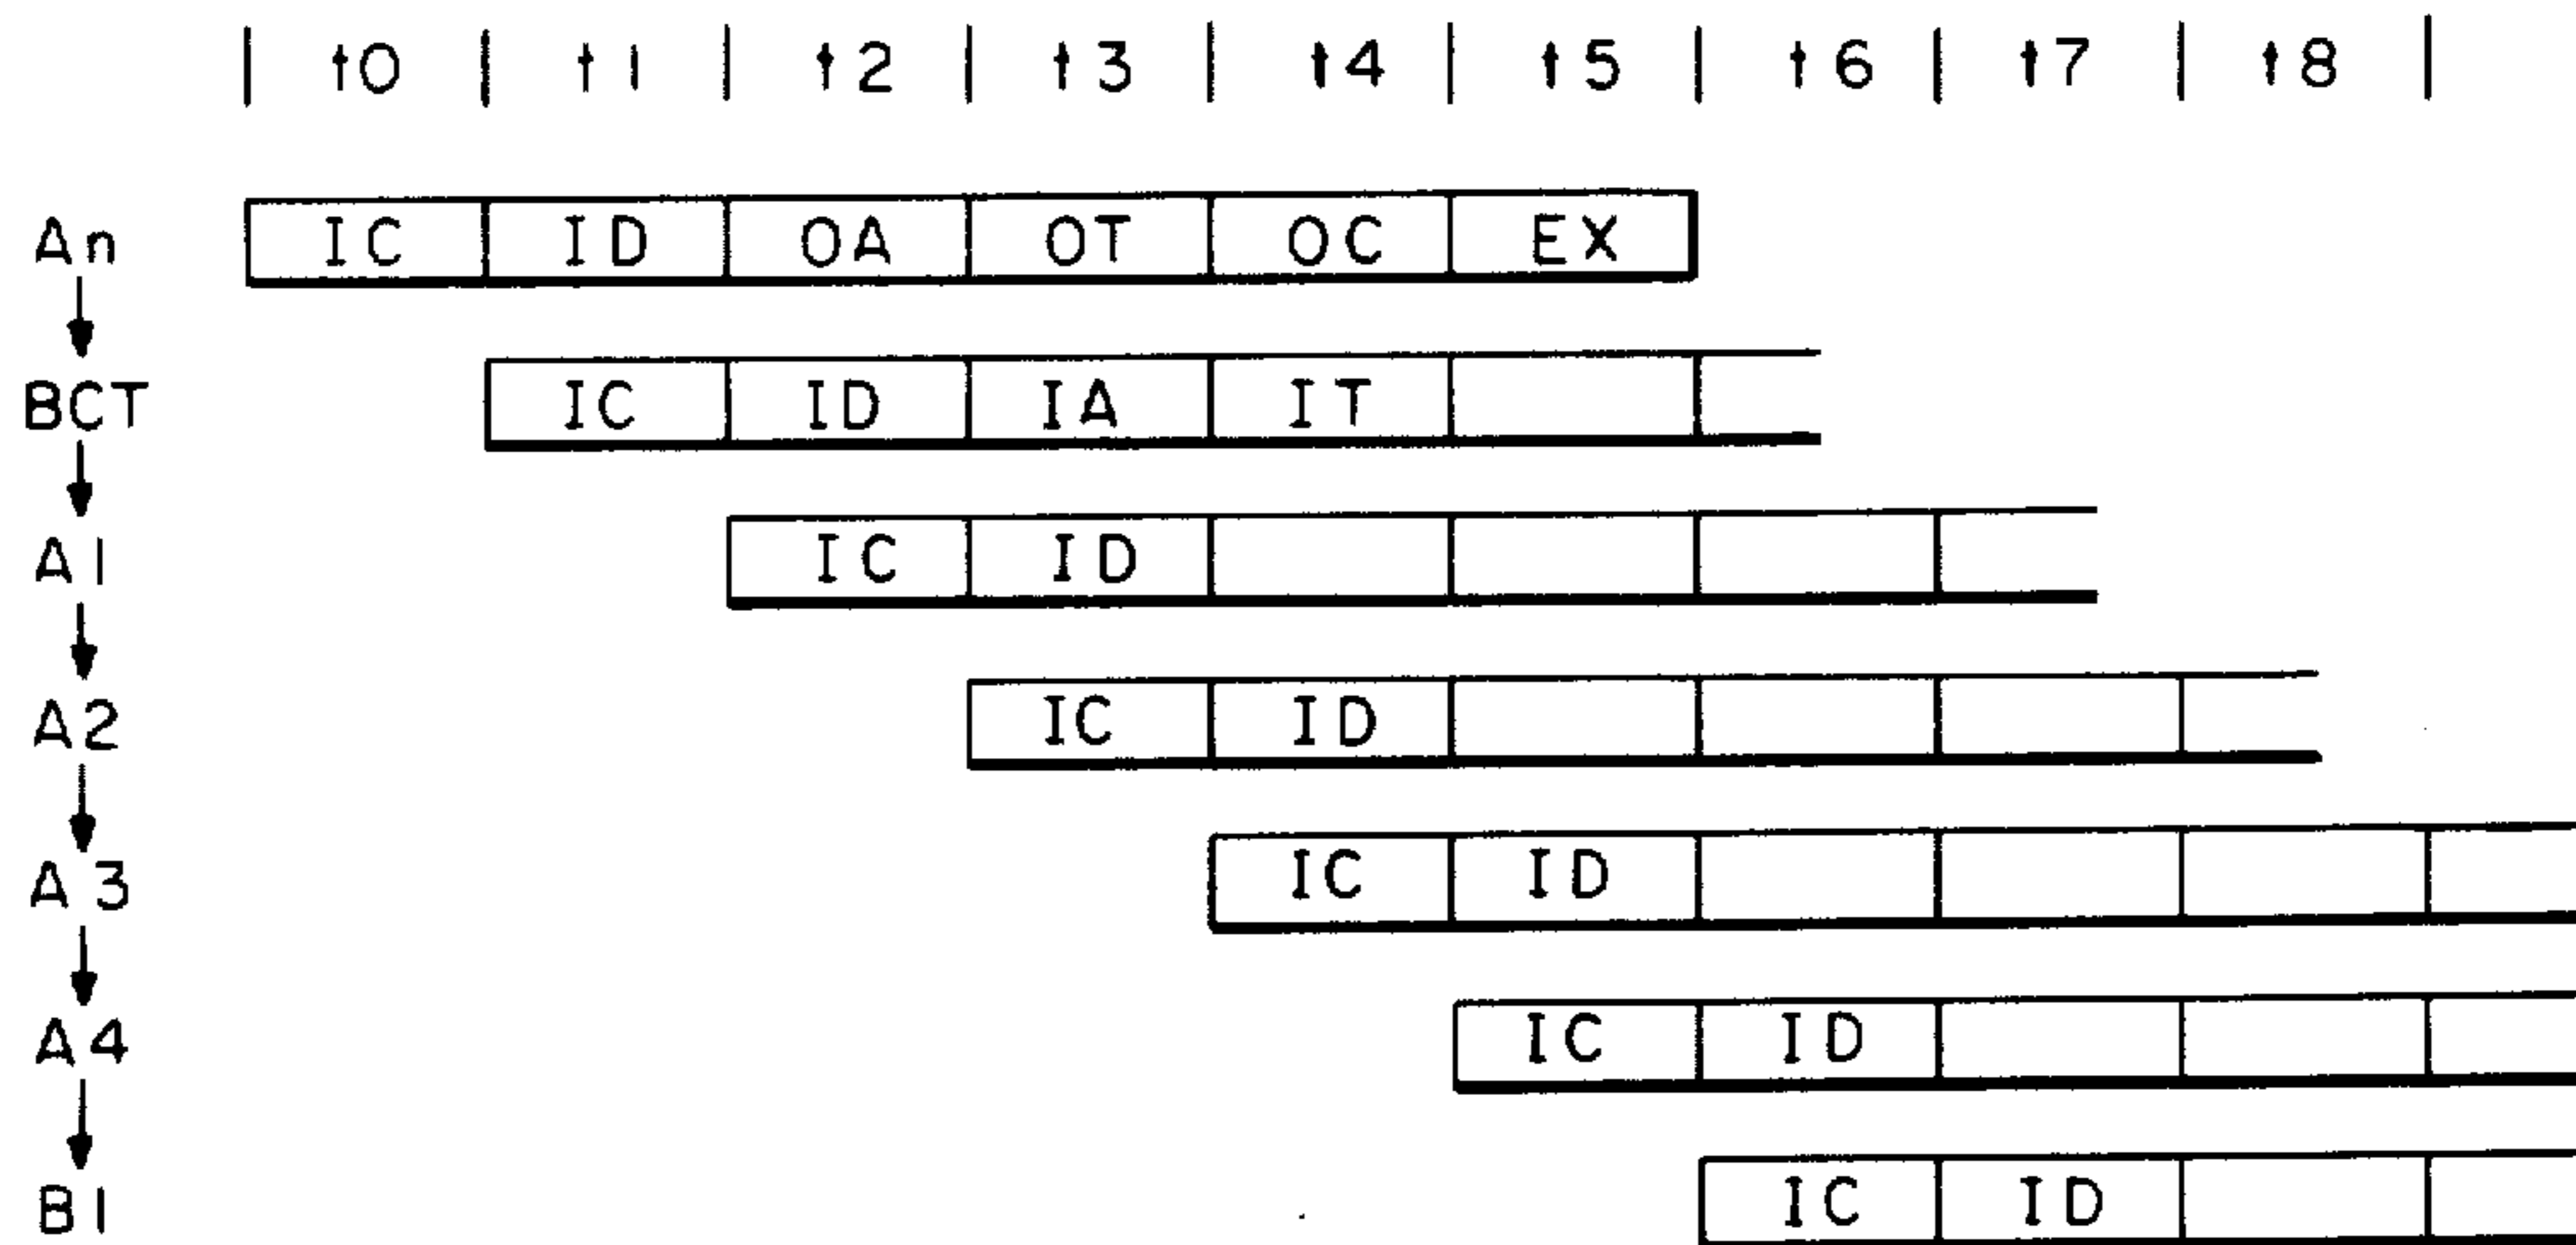 t0 t1 t2 t3 t4 t5 t6 t7 t8
An IC ID OA OT OC EX
BCT IC ID IA IT
A1 IC ID
A2 IC ID
A3 IC ID
A4 IC ID
B1 IC ID